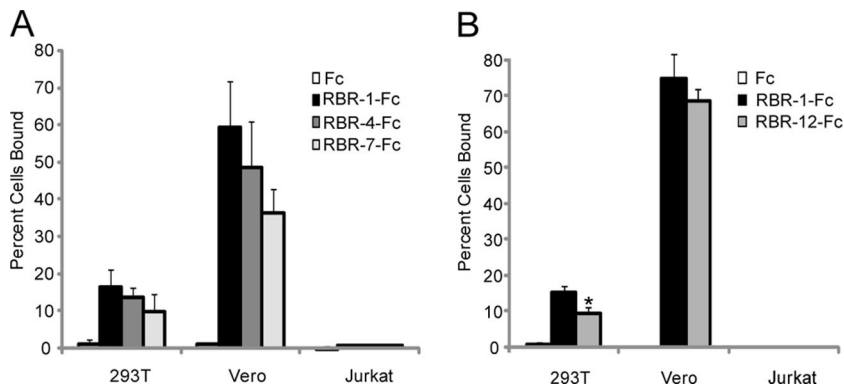 A
Percent Cells Bound
80
70
60
50
40
30
20
10
0
Fc
RBR-1-Fc
RBR-4-Fc
RBR-7-Fc
293T
Vero
Jurkat
B
Percent Cells Bound
80
70
60
50
40
30
20
10
0
Fc
RBR-1-Fc
RBR-12-Fc
*
293T
Vero
Jurkat